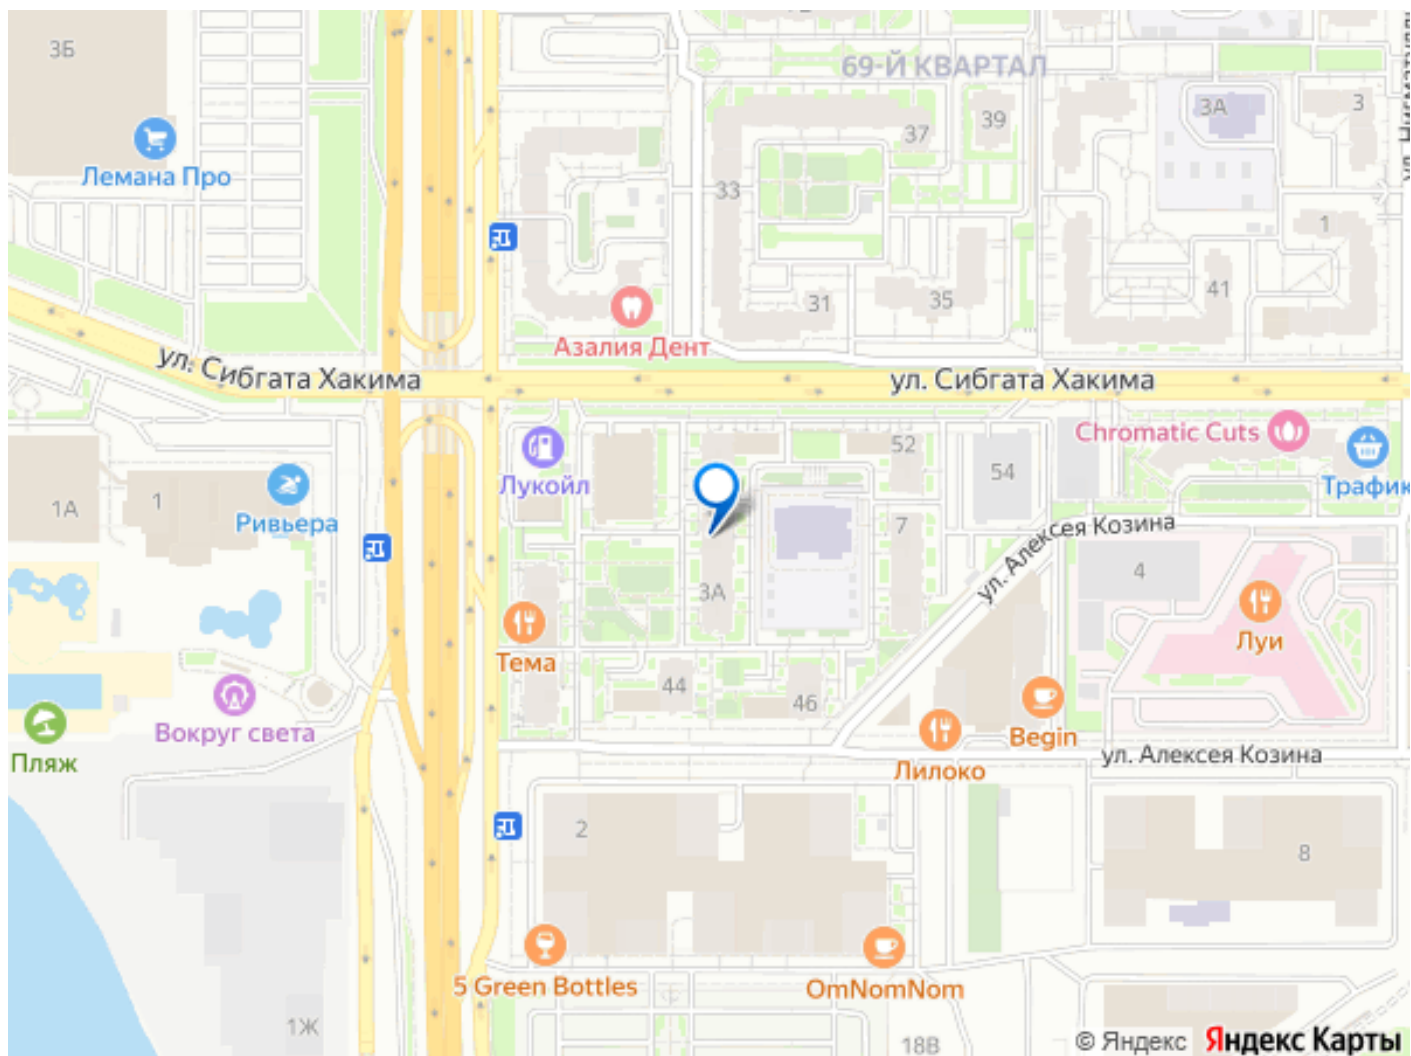 3Б
69-Й КВАРТАЛ
37
39
3А
3
Лемана Про
33
1
31
35
41
Азалия Дент
ул. Сибгата Хакима
ул. Сибгата Хакима
52
Chromatic Cuts
Лукойл
54
Трафик
1А
1
Ривьера
7
ул. Алексея Козина
3А
4
Тема
Луи
44
46
Вокруг света
Begin
Пляж
Лилоко
ул. Алексея Козина
2
8
5 Green Bottles
OmNomNom
1Ж
18В
© Яндекс Яндекс Карты